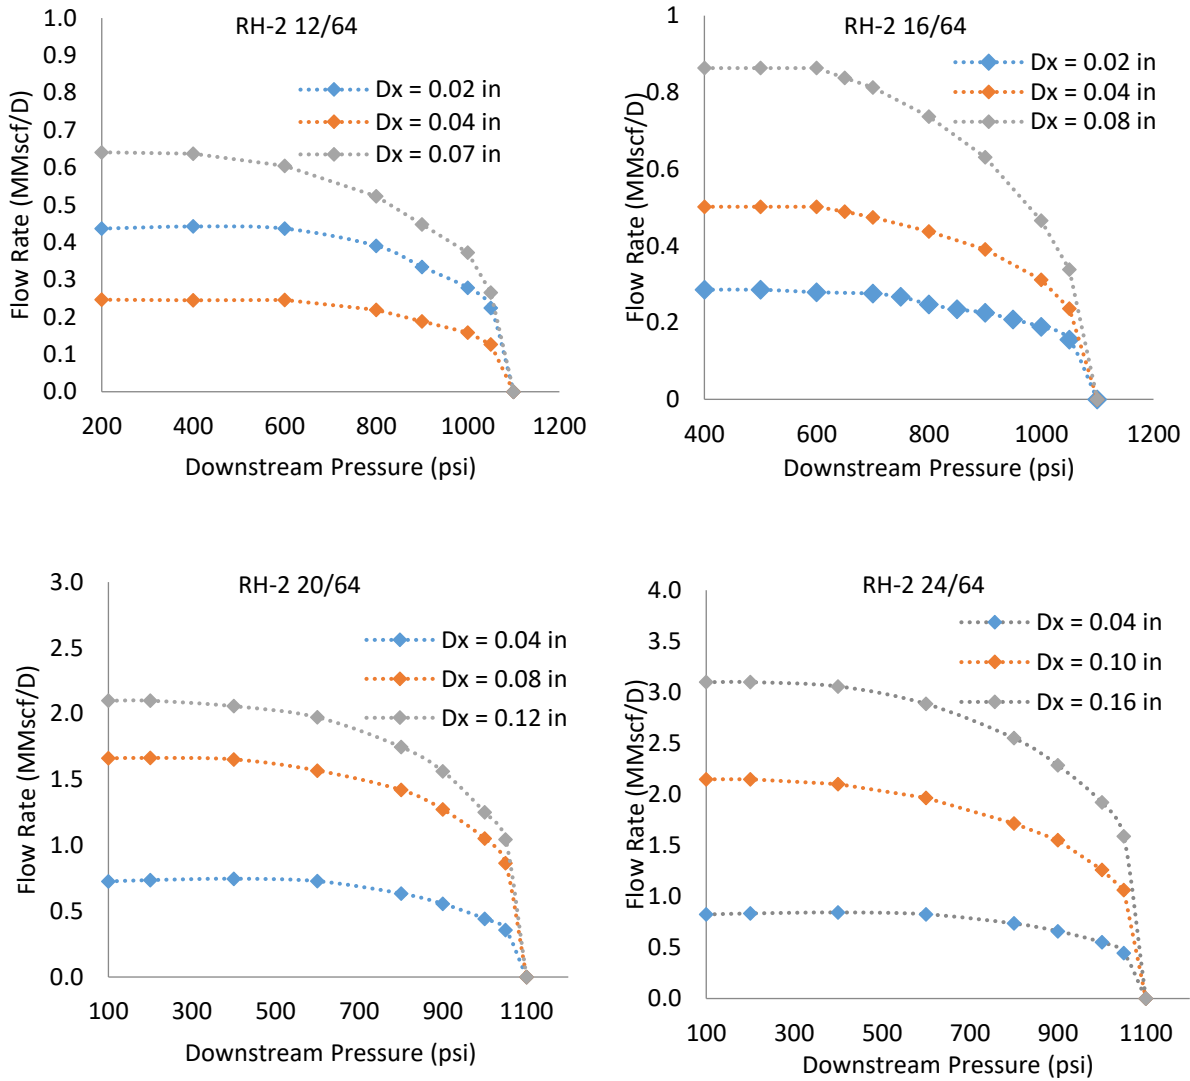 RH-2 12/64
Flow Rate (MMscf/D)
1.0
0.9
0.8
0.7
0.6
0.5
0.4
0.3
0.2
0.1
0.0
Dx = 0.02 in
Dx = 0.04 in
Dx = 0.07 in
200 400 600 800 1000 1200
Downstream Pressure (psi)
RH-2 16/64
Flow Rate (MMscf/D)
1
0.8
0.6
0.4
0.2
0
Dx = 0.02 in
Dx = 0.04 in
Dx = 0.08 in
400 600 800 1000 1200
Downstream Pressure (psi)
RH-2 20/64
Flow Rate (MMscf/D)
3.0
2.5
2.0
1.5
1.0
0.5
0.0
Dx = 0.04 in
Dx = 0.08 in
Dx = 0.12 in
100 300 500 700 900 1100
Downstream Pressure (psi)
RH-2 24/64
Flow Rate (MMscf/D)
4.0
3.5
3.0
2.5
2.0
1.5
1.0
0.5
0.0
Dx = 0.04 in
Dx = 0.10 in
Dx = 0.16 in
100 300 500 700 900 1100
Downstream Pressure (psi)